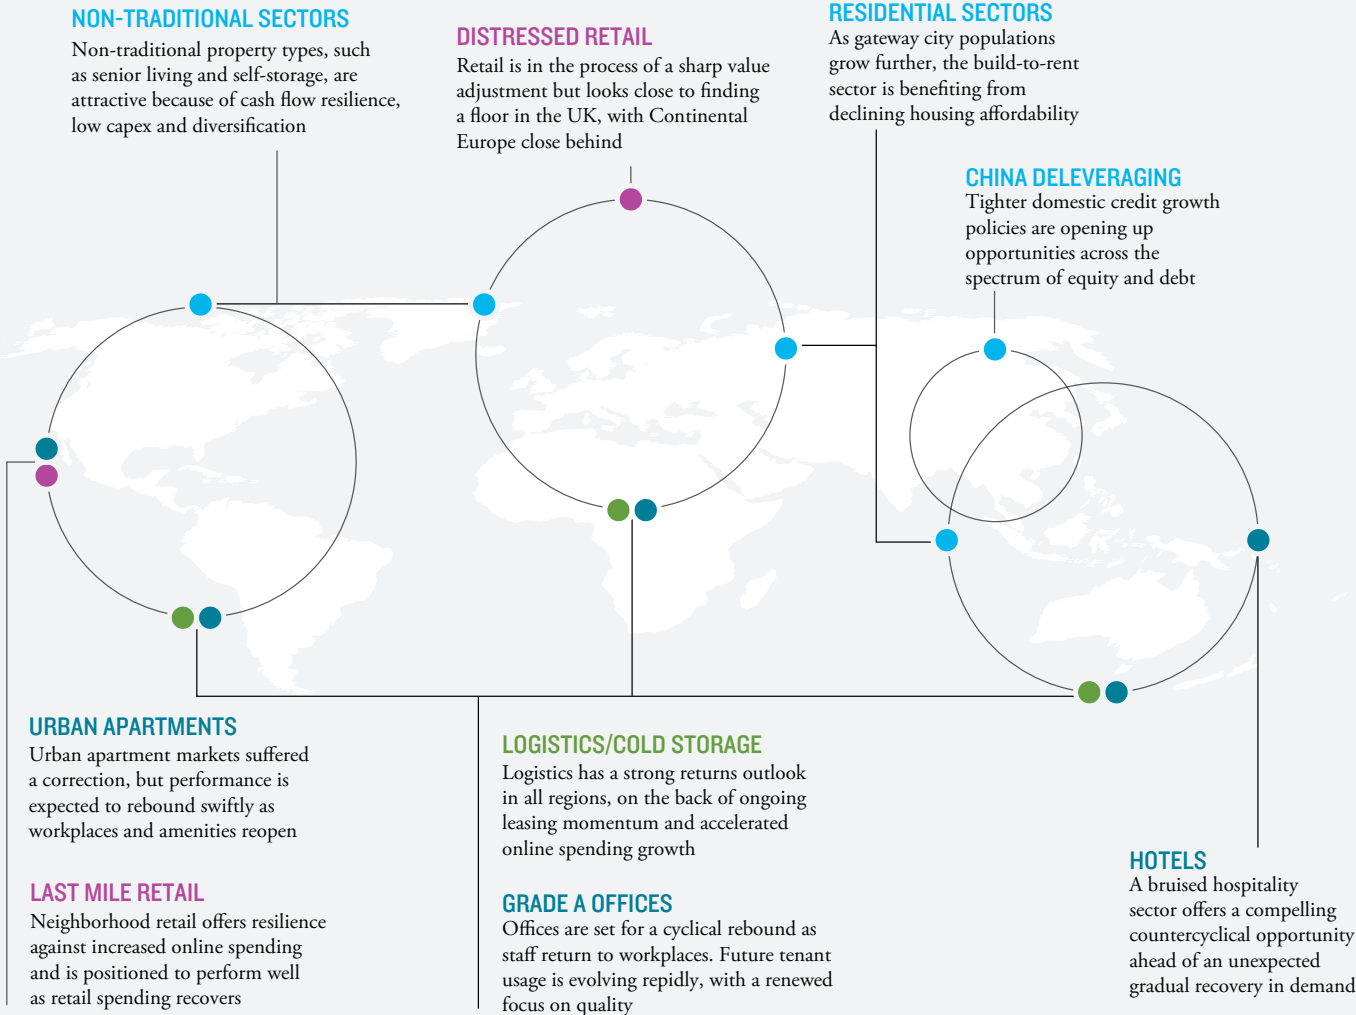 NON-TRADITIONAL SECTORS
Non-traditional property types, such
as senior living and self-storage, are
attractive because of cash flow resilience,
low capex and diversification
DISTRESSED RETAIL
Retail is in the process of a sharp value
adjustment but looks close to finding
a floor in the UK, with Continental
Europe close behind
RESIDENTIAL SECTORS
As gateway city populations
grow further, the build-to-rent
sector is benefiting from
declining housing affordability
CHINA DELEVERAGING
Tighter domestic credit growth
policies are opening up
opportunities across the
spectrum of equity and debt
URBAN APARTMENTS
Urban apartment markets suffered
a correction, but performance is
expected to rebound swiftly as
workplaces and amenities reopen
LAST MILE RETAIL
Neighborhood retail offers resilience
against increased online spending
and is positioned to perform well
as retail spending recovers
LOGISTICS/COLD STORAGE
Logistics has a strong returns outlook
in all regions, on the back of ongoing
leasing momentum and accelerated
online spending growth
GRADE A OFFICES
Offices are set for a cyclical rebound as
staff return to workplaces. Future tenant
usage is evolving repidly, with a renewed
focus on quality
HOTELS
A bruised hospitality
sector offers a compelling
countercyclical opportunity
ahead of an unexpected
gradual recovery in demand